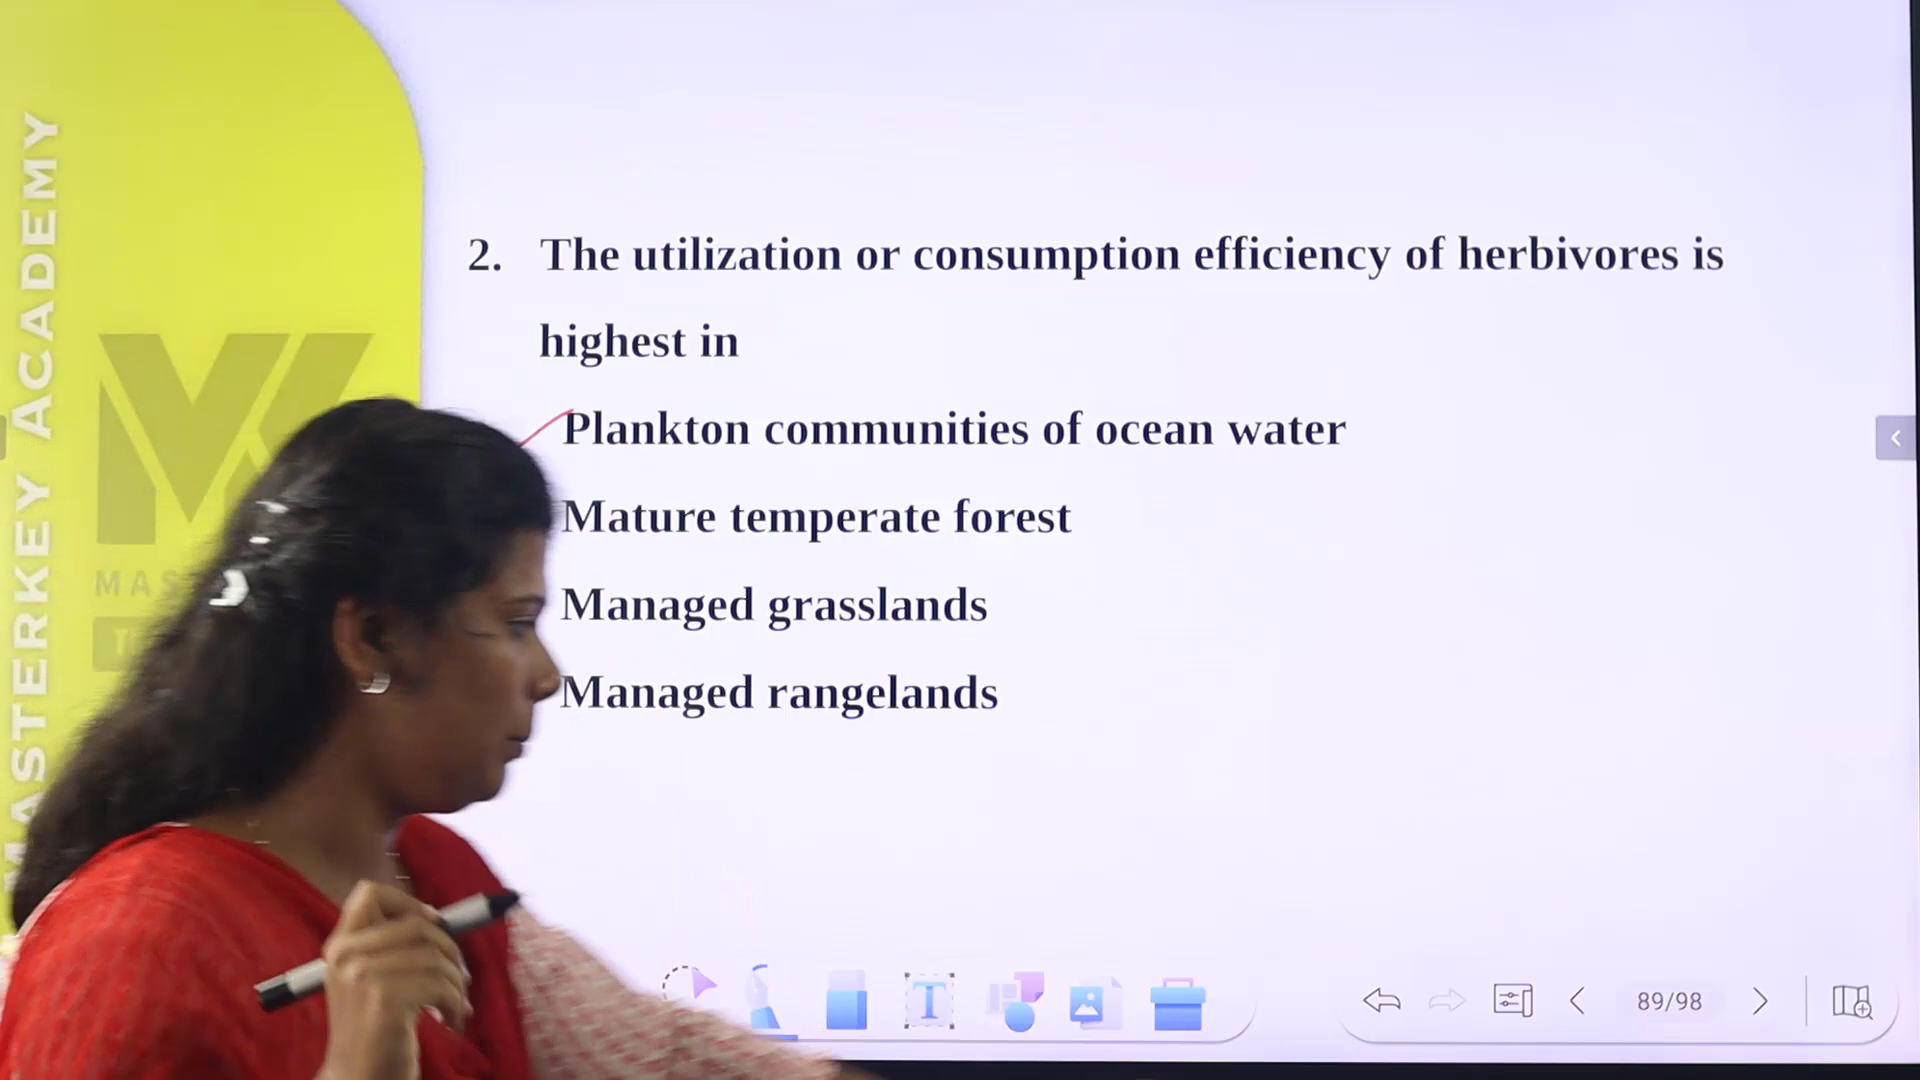 MASTERKEY ACADEMY
2. The utilization or consumption efficiency of herbivores is
highest in
Plankton communities of ocean water
Mature temperate forest
Managed grasslands
Managed rangelands
T
89/98